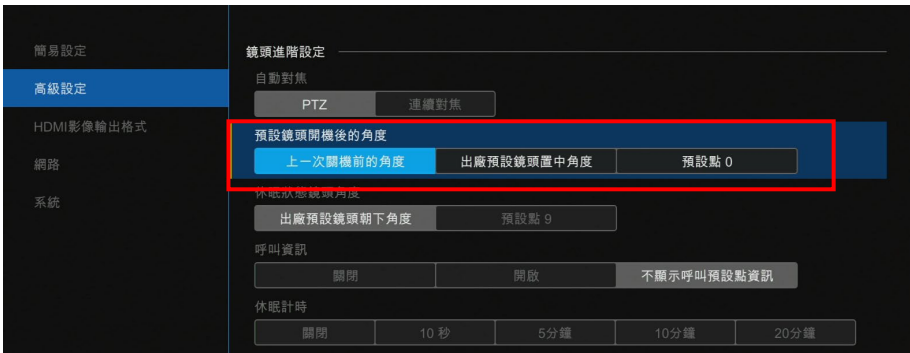 簡易設定
高級設定
HDMI影像輸出格式
網路
系統
鏡頭進階設定
自動對焦
PTZ 連續對焦
預設鏡頭開機後的角度
上一次關機前的角度 出廠預設鏡頭置中角度 預設點 0
休眠狀態鏡頭角度
出廠預設鏡頭朝下角度 預設點 9
呼叫資訊
關閉 開啟 不顯示呼叫預設點資訊
休眠計時
關閉 10 秒 5分鐘 10分鐘 20分鐘